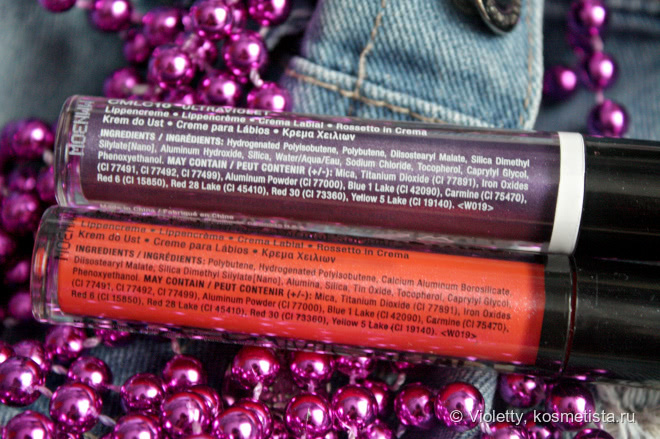 CMLC10 - ULTRAVIOLET
Lippencreme • Lippencrème • Crema Labial • Rossetto in Crema
Krem do Ust • Creme para Lábios • Κρεμα Χειλιων
INGREDIENTS / INGRÉDIENTS: Hydrogenated Polyisobutene, Polybutene, Diisostearyl Malate, Silica Dimethyl
Silylate[Nano], Aluminum Hydroxide, Silica, Water/Aqua/Eau, Sodium Chloride, Tocopherol, Caprylyl Glycol,
Phenoxyethanol. MAY CONTAIN / PEUT CONTENIR (+/-): Mica, Titanium Dioxide (CI 77891), Iron Oxides
(CI 77491, CI 77492, CI 77499), Aluminum Powder (CI 77000), Blue 1 Lake (CI 42090), Carmine (CI 75470),
Red 6 (CI 15850), Red 28 Lake (CI 45410), Red 30 (CI 73360), Yellow 5 Lake (CI 19140). <W019>
Made in China / Fabriqué en Chine
Lippencreme • Lippencrème • Crema Labial • Rossetto in Crema
Krem do Ust • Creme para Lábios • Κρεμα Χειλιων
INGREDIENTS / INGRÉDIENTS: Polybutene, Hydrogenated Polyisobutene, Calcium Aluminum Borosilicate,
Diisostearyl Malate, Silica Dimethyl Silylate[Nano], Alumina, Silica, Tin Oxide, Tocopherol, Caprylyl Glycol,
Phenoxyethanol. MAY CONTAIN / PEUT CONTENIR (+/-): Mica, Titanium Dioxide (CI 77891), Iron Oxides
(CI 77491, CI 77492, CI 77499), Aluminum Powder (CI 77000), Blue 1 Lake (CI 42090), Carmine (CI 75470),
Red 6 (CI 15850), Red 28 Lake (CI 45410), Red 30 (CI 73360), Yellow 5 Lake (CI 19140). <W019>
© Violetty, kosmetista.ru